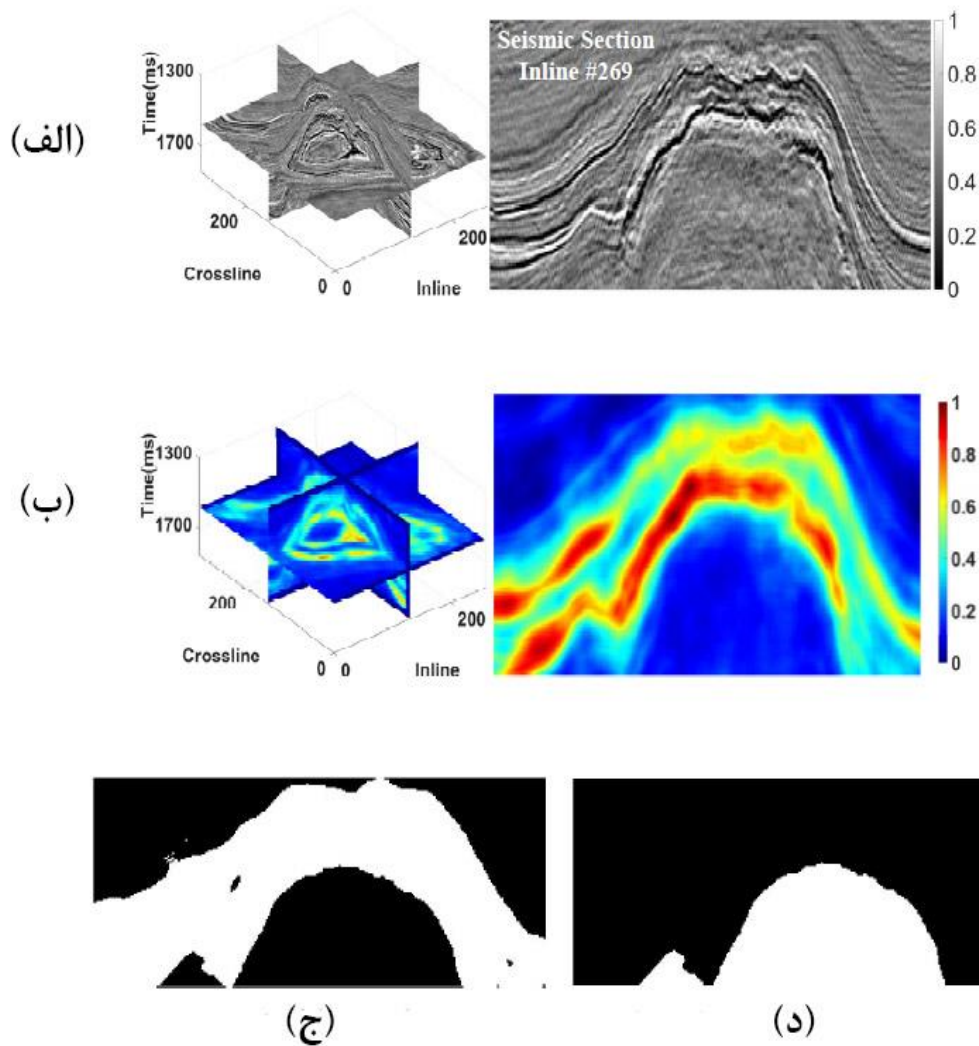 (الف)
Time(ms)
1300
1700
200
Crossline
0 0
200
Inline
Seismic Section
Inline #269
1
0.8
0.6
0.4
0.2
0
(ب)
Time(ms)
1300
1700
200
Crossline
0 0
200
Inline
1
0.8
0.6
0.4
0.2
0
(ج)
(د)